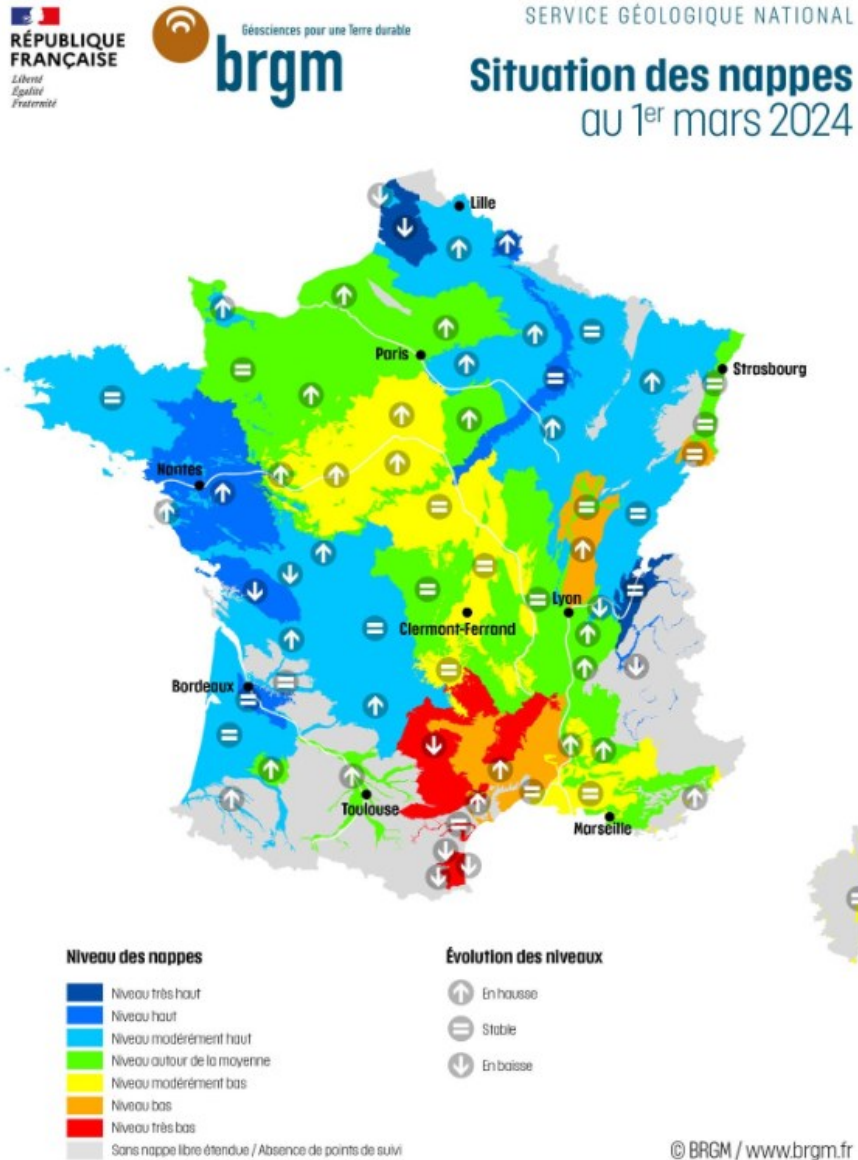 RÉPUBLIQUE
FRANÇAISE
Liberté
Égalité
Fraternité
Géosciences pour une Terre durable
brgm
SERVICE GÉOLOGIQUE NATIONAL
Situation des nappes
au 1er mars 2024
Lille
Paris
Strasbourg
Nantes
Lyon
Clermont-Ferrand
Bordeaux
Toulouse
Marseille
Niveau des nappes
Niveau très haut
Niveau haut
Niveau modérément haut
Niveau autour de la moyenne
Niveau modérément bas
Niveau bas
Niveau très bas
Sans nappe libre étendue / Absence de points de suivi
Évolution des niveaux
En hausse
Stable
En baisse
© BRGM / www.brgm.fr